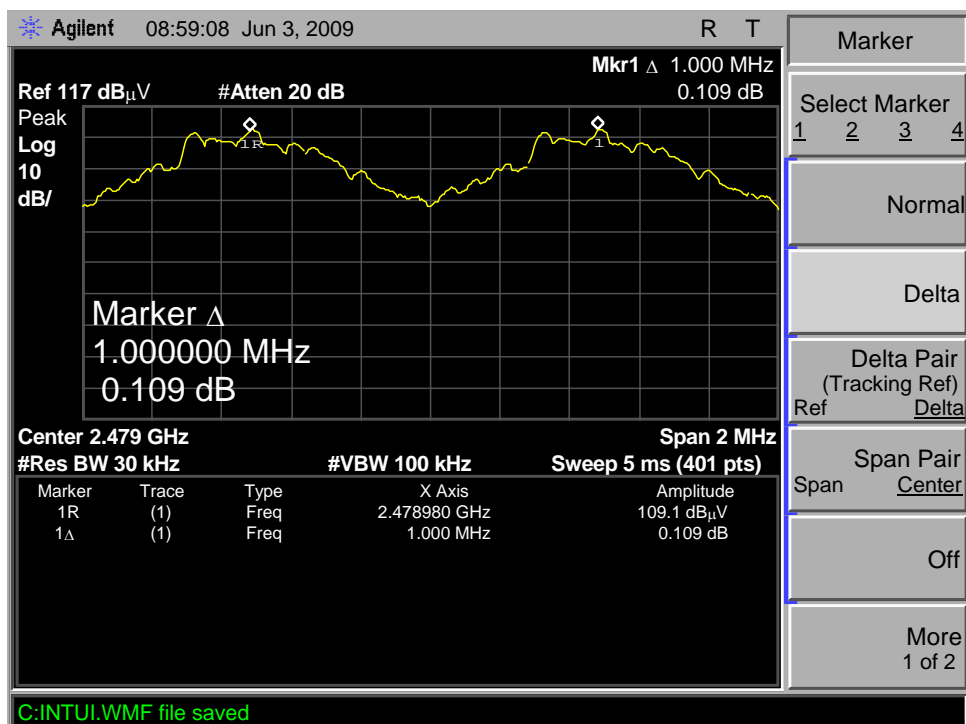 Agilent 08:59:08 Jun 3, 2009 R T
Mkr1 Δ 1.000 MHz
Ref 117 dBμV #Atten 20 dB 0.109 dB
Peak
Log
10
dB/
1R
1
Marker Δ
1.000000 MHz
0.109 dB
Center 2.479 GHz Span 2 MHz
#Res BW 30 kHz #VBW 100 kHz Sweep 5 ms (401 pts)
Marker Trace Type X Axis Amplitude
1R (1) Freq 2.478980 GHz 109.1 dBμV
1Δ (1) Freq 1.000 MHz 0.109 dB
C:INTUI.WMF file saved
Marker
Select Marker
1 2 3 4
Normal
Delta
Delta Pair
(Tracking Ref)
Ref Delta
Span Pair
Span Center
Off
More
1 of 2